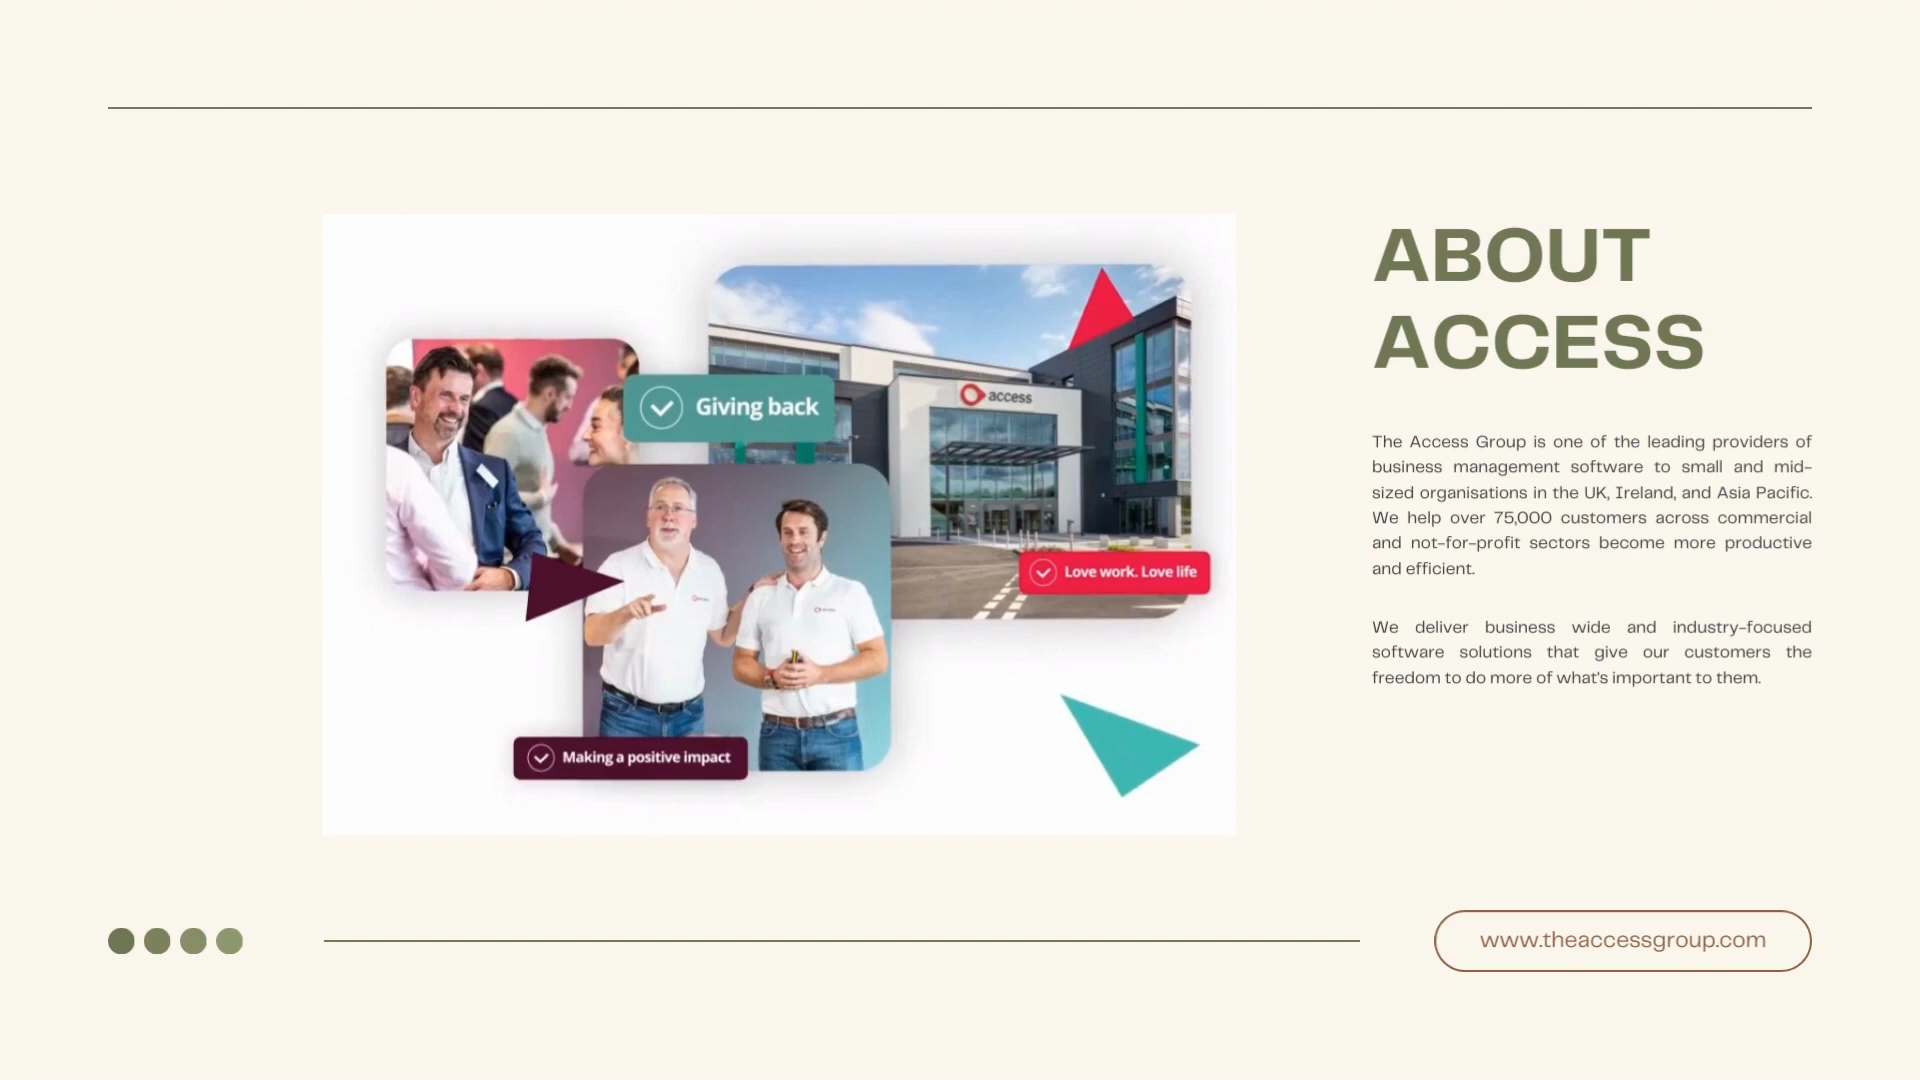 ABOUT
ACCESS
access
Giving back
Love work. Love life
Making a positive impact
The Access Group is one of the leading providers of
business management software to small and mid-
sized organisations in the UK, Ireland, and Asia Pacific.
We help over 75,000 customers across commercial
and not-for-profit sectors become more productive
and efficient.
We deliver business wide and industry-focused
software solutions that give our customers the
freedom to do more of what's important to them.
www.theaccessgroup.com